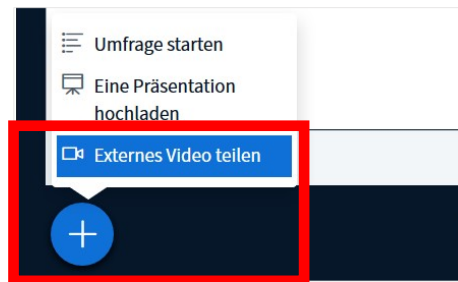 Umfrage starten
Eine Präsentation
hochladen
Externes Video teilen